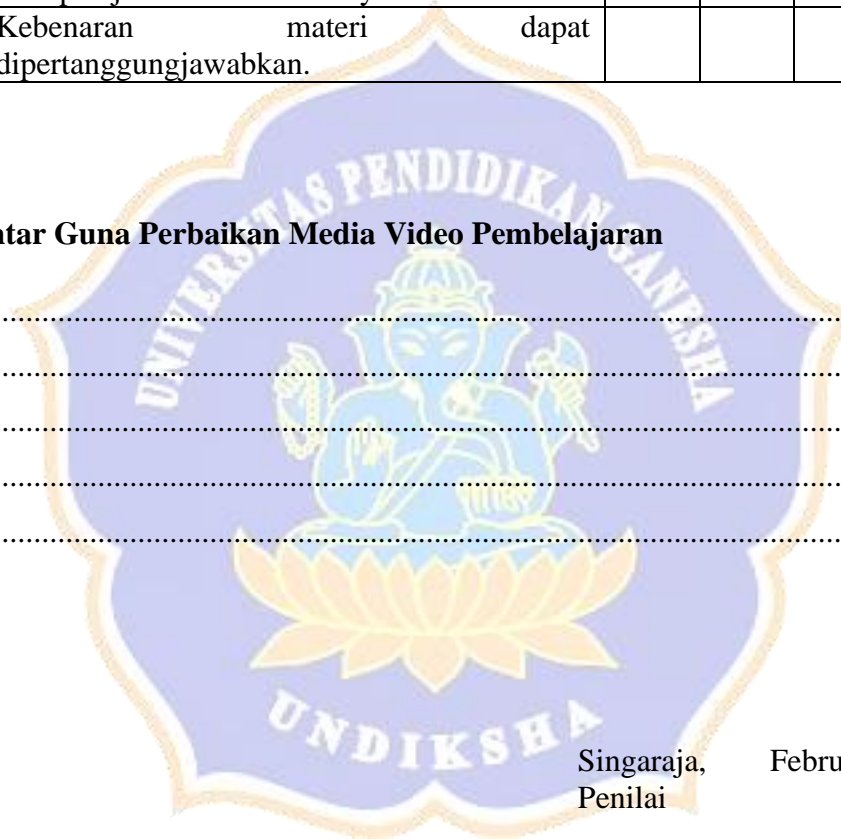 Kebenaran materi dapat
dipertanggungjawabkan.
UNIVERSITAS PENDIDIKAN GANESHA
ntar Guna Perbaikan Media Video Pembelajaran
....................................................................................................
....................................................................................................
....................................................................................................
....................................................................................................
....................................................................................................
UNDIKSHA
Singaraja, Febru
Penilai